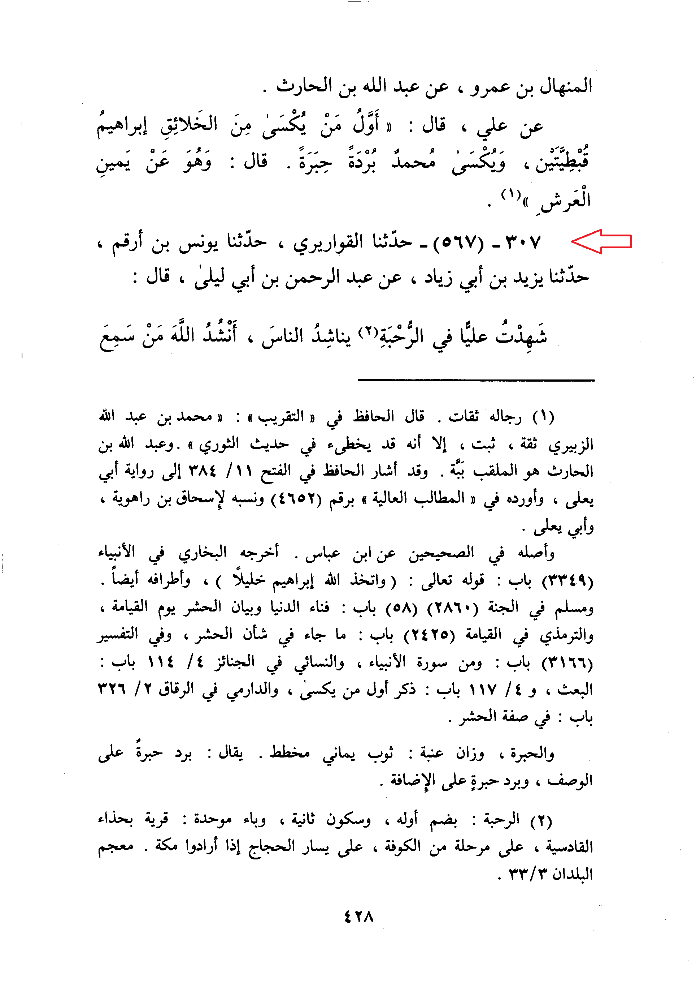 المنهال بن عمرو ، عن عبد الله بن الحارث .
عن علي ، قال : « أَوَّلُ مَنْ يُكْسَىٰ مِنَ الخَلائِقِ إبراهيمُ
قُبْطِيَّتَيْن ، وَيُكْسَىٰ مُحمدٌ بُرْدَةً حِبَرَةً . قال : وَهُوَ عَنْ يَمينِ
الْعَرشِ »(١) .
٣٠٧ ـ (٥٦٧) ـ حدّثنا القواريري ، حدّثنا يونس بن أرقم ،
حدّثنا يزيد بن أبي زياد ، عن عبد الرحمن بن أبي ليلىٰ ، قال :
شَهِدْتُ عليًّا في الرُّحْبَةِ(٢) يناشِدُ الناسَ ، أَنْشُدُ اللَّهَ مَنْ سَمِعَ
(١) رجاله ثقات . قال الحافظ في « التقريب » : « محمد بن عبد الله
الزبيري ثقة ، ثبت ، إلا أنه قد يخطىء في حديث الثوري » . وعبد الله بن
الحارث هو الملقب بَبَّة . وقد أشار الحافظ في الفتح ١١/ ٣٨٤ إلى رواية أبي
يعلى ، وأورده في « المطالب العالية » برقم (٤٦٥٢) ونسبه لإسحاق بن راهوية ،
وأبي يعلى .
وأصله في الصحيحين عن ابن عباس . أخرجه البخاري في الأنبياء
(٣٣٤٩) باب : قوله تعالى : ( واتخذ الله إبراهيم خليلاً ) ، وأطرافه أيضاً .
ومسلم في الجنة (٢٨٦٠) (٥٨) باب : فناء الدنيا وبيان الحشر يوم القيامة ،
والترمذي في القيامة (٢٤٢٥) باب : ما جاء في شأن الحشر ، وفي التفسير
(٣١٦٦) باب : ومن سورة الأنبياء ، والنسائي في الجنائز ٤/ ١١٤ باب :
البعث ، و ٤/ ١١٧ باب : ذكر أول من يكسىٰ ، والدارمي في الرقاق ٢/ ٣٢٦
باب : في صفة الحشر .
والحبرة ، وزان عنبة : ثوب يماني مخطط . يقال : برد حبرةٌ على
الوصف ، وبرد حبرةٍ على الإضافة .
(٢) الرحبة : بضم أوله ، وسكون ثانية ، وباء موحدة : قرية بحذاء
القادسية ، على مرحلة من الكوفة ، على يسار الحجاج إذا أرادوا مكة . معجم
البلدان ٣/ ٣٣ .
٤٢٨